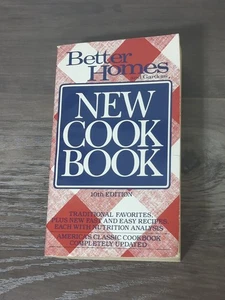 Better
Homes
and Gardens®
NEW
COOK
BOOK
10TH EDITION
TRADITIONAL FAVORITES,
PLUS NEW FAST AND EASY RECIPES
EACH WITH NUTRITION ANALYSIS
AMERICA'S CLASSIC COOKBOOK
COMPLETELY UPDATED